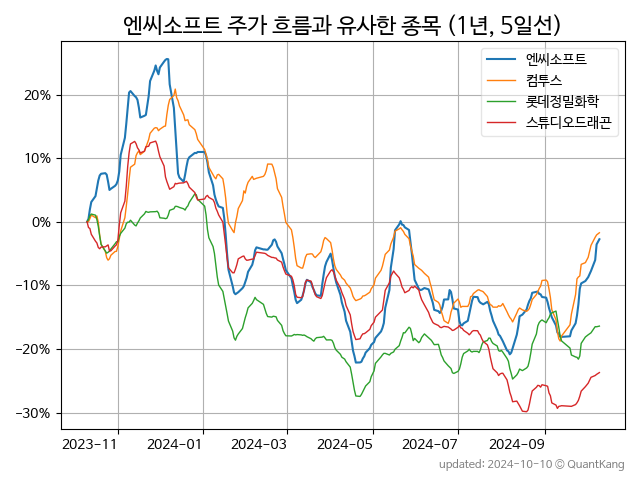 엔씨소프트 주가 흐름과 유사한 종목 (1년, 5일선)
엔씨소프트
컴투스
롯데정밀화학
스튜디오드래곤
20%
10%
0%
−10%
−20%
−30%
2023-11 2024-01 2024-03 2024-05 2024-07 2024-09
updated: 2024-10-10 © QuantKang